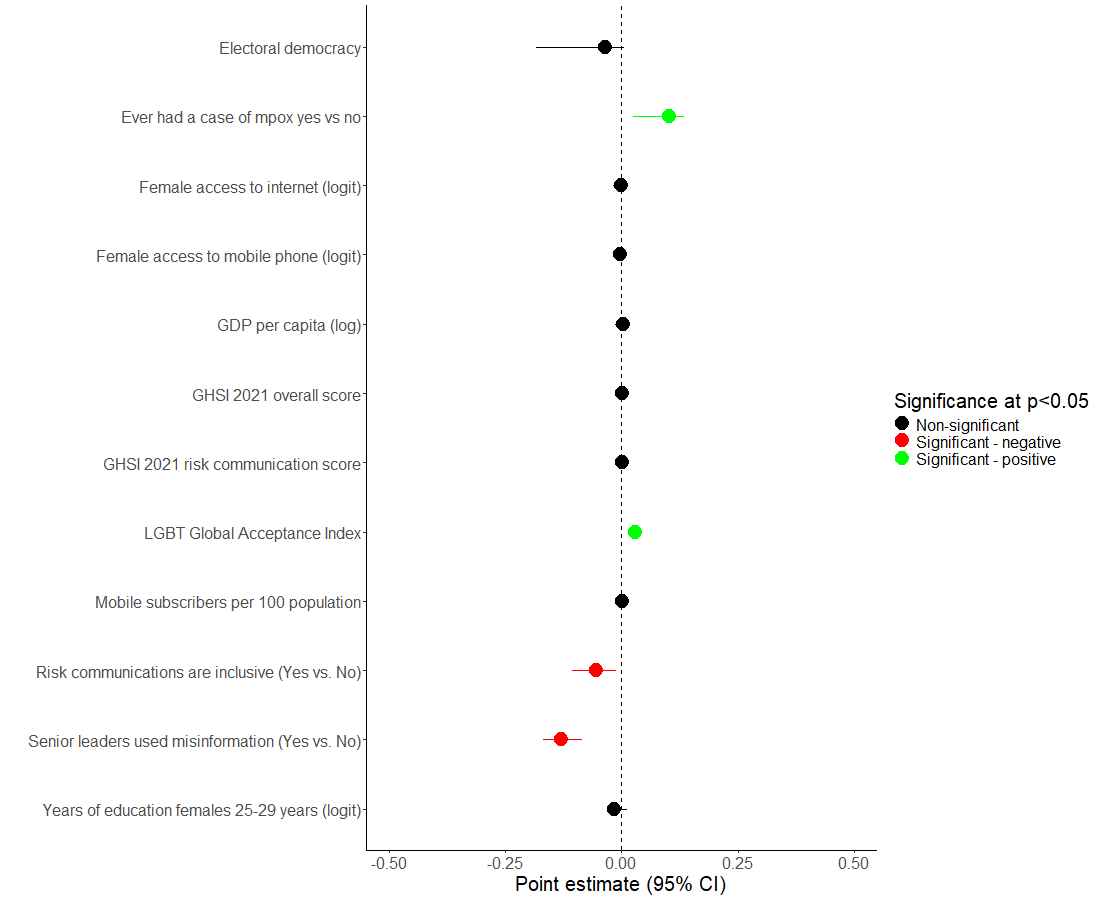 Electoral democracy
Ever had a case of mpox yes vs no
Female access to internet (logit)
Female access to mobile phone (logit)
GDP per capita (log)
GHSI 2021 overall score
GHSI 2021 risk communication score
LGBT Global Acceptance Index
Mobile subscribers per 100 population
Risk communications are inclusive (Yes vs. No)
Senior leaders used misinformation (Yes vs. No)
Years of education females 25-29 years (logit)
-0.50 -0.25 0.00 0.25 0.50
Point estimate (95% CI)
Significance at p<0.05
Non-significant
Significant - negative
Significant - positive